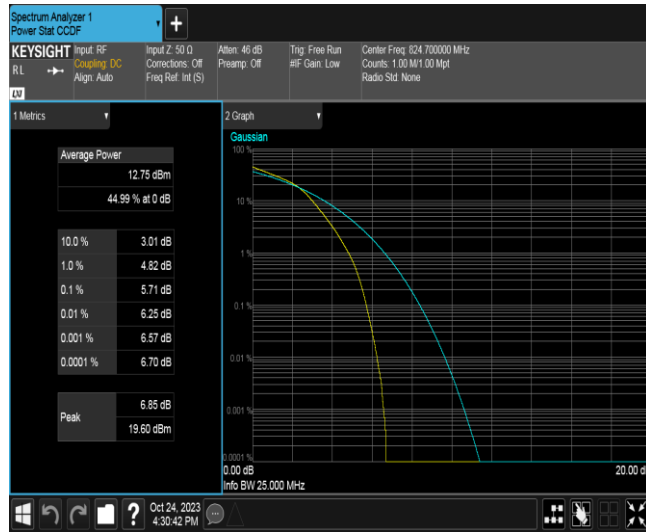 Spectrum Analyzer 1
Power Stat CCDF
+
KEYSIGHT
Input: RF
Coupling: DC
Align: Auto
Input Z: 50 Ω
Corrections: Off
Freq Ref: Int (S)
Atten: 46 dB
Preamp: Off
Trig: Free Run
#IF Gain: Low
Center Freq: 824.700000 MHz
Counts: 1.00 M/1.00 Mpt
Radio Std: None
RL
LXI
1 Metrics
Average Power
12.75 dBm
44.99 % at 0 dB
10.0 % 3.01 dB
1.0 % 4.82 dB
0.1 % 5.71 dB
0.01 % 6.25 dB
0.001 % 6.57 dB
0.0001 % 6.70 dB
Peak
6.85 dB
19.60 dBm
2 Graph
Gaussian
100 %
10 %
1 %
0.1 %
0.01 %
0.001 %
0.0001 %
0.00 dB
20.00 d
Info BW 25.000 MHz
?
Oct 24, 2023
4:30:42 PM